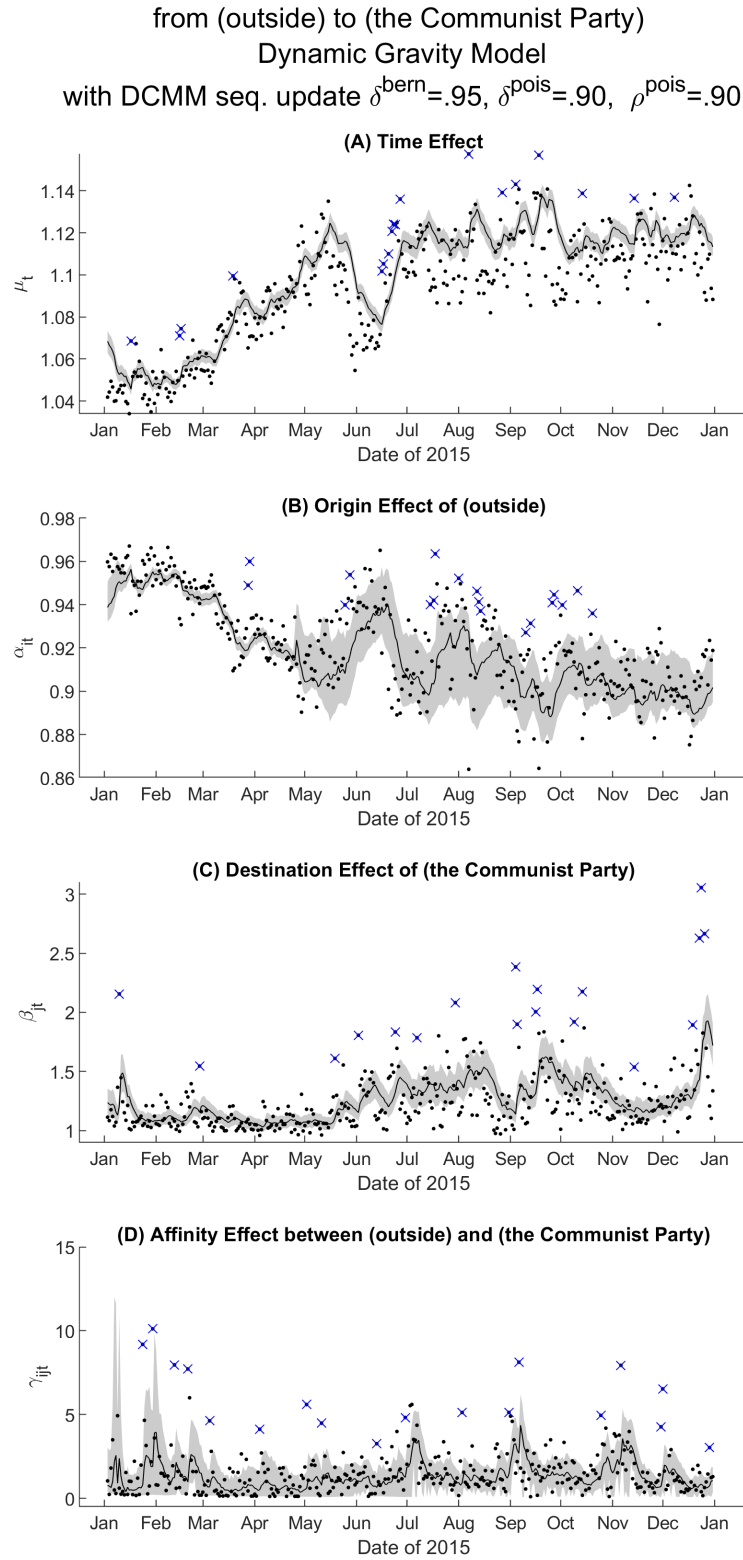 from (outside) to (the Communist Party)
Dynamic Gravity Model
with DCMM seq. update δ^bern=.95, δ^pois=.90, ρ^pois=.90
(A) Time Effect
μ_t
1.14
1.12
1.1
1.08
1.06
1.04
Jan Feb Mar Apr May Jun Jul Aug Sep Oct Nov Dec Jan
Date of 2015
(B) Origin Effect of (outside)
α_it
0.98
0.96
0.94
0.92
0.9
0.88
0.86
Jan Feb Mar Apr May Jun Jul Aug Sep Oct Nov Dec Jan
Date of 2015
(C) Destination Effect of (the Communist Party)
β_jt
3
2.5
2
1.5
1
Jan Feb Mar Apr May Jun Jul Aug Sep Oct Nov Dec Jan
Date of 2015
(D) Affinity Effect between (outside) and (the Communist Party)
γ_ijt
15
10
5
0
Jan Feb Mar Apr May Jun Jul Aug Sep Oct Nov Dec Jan
Date of 2015